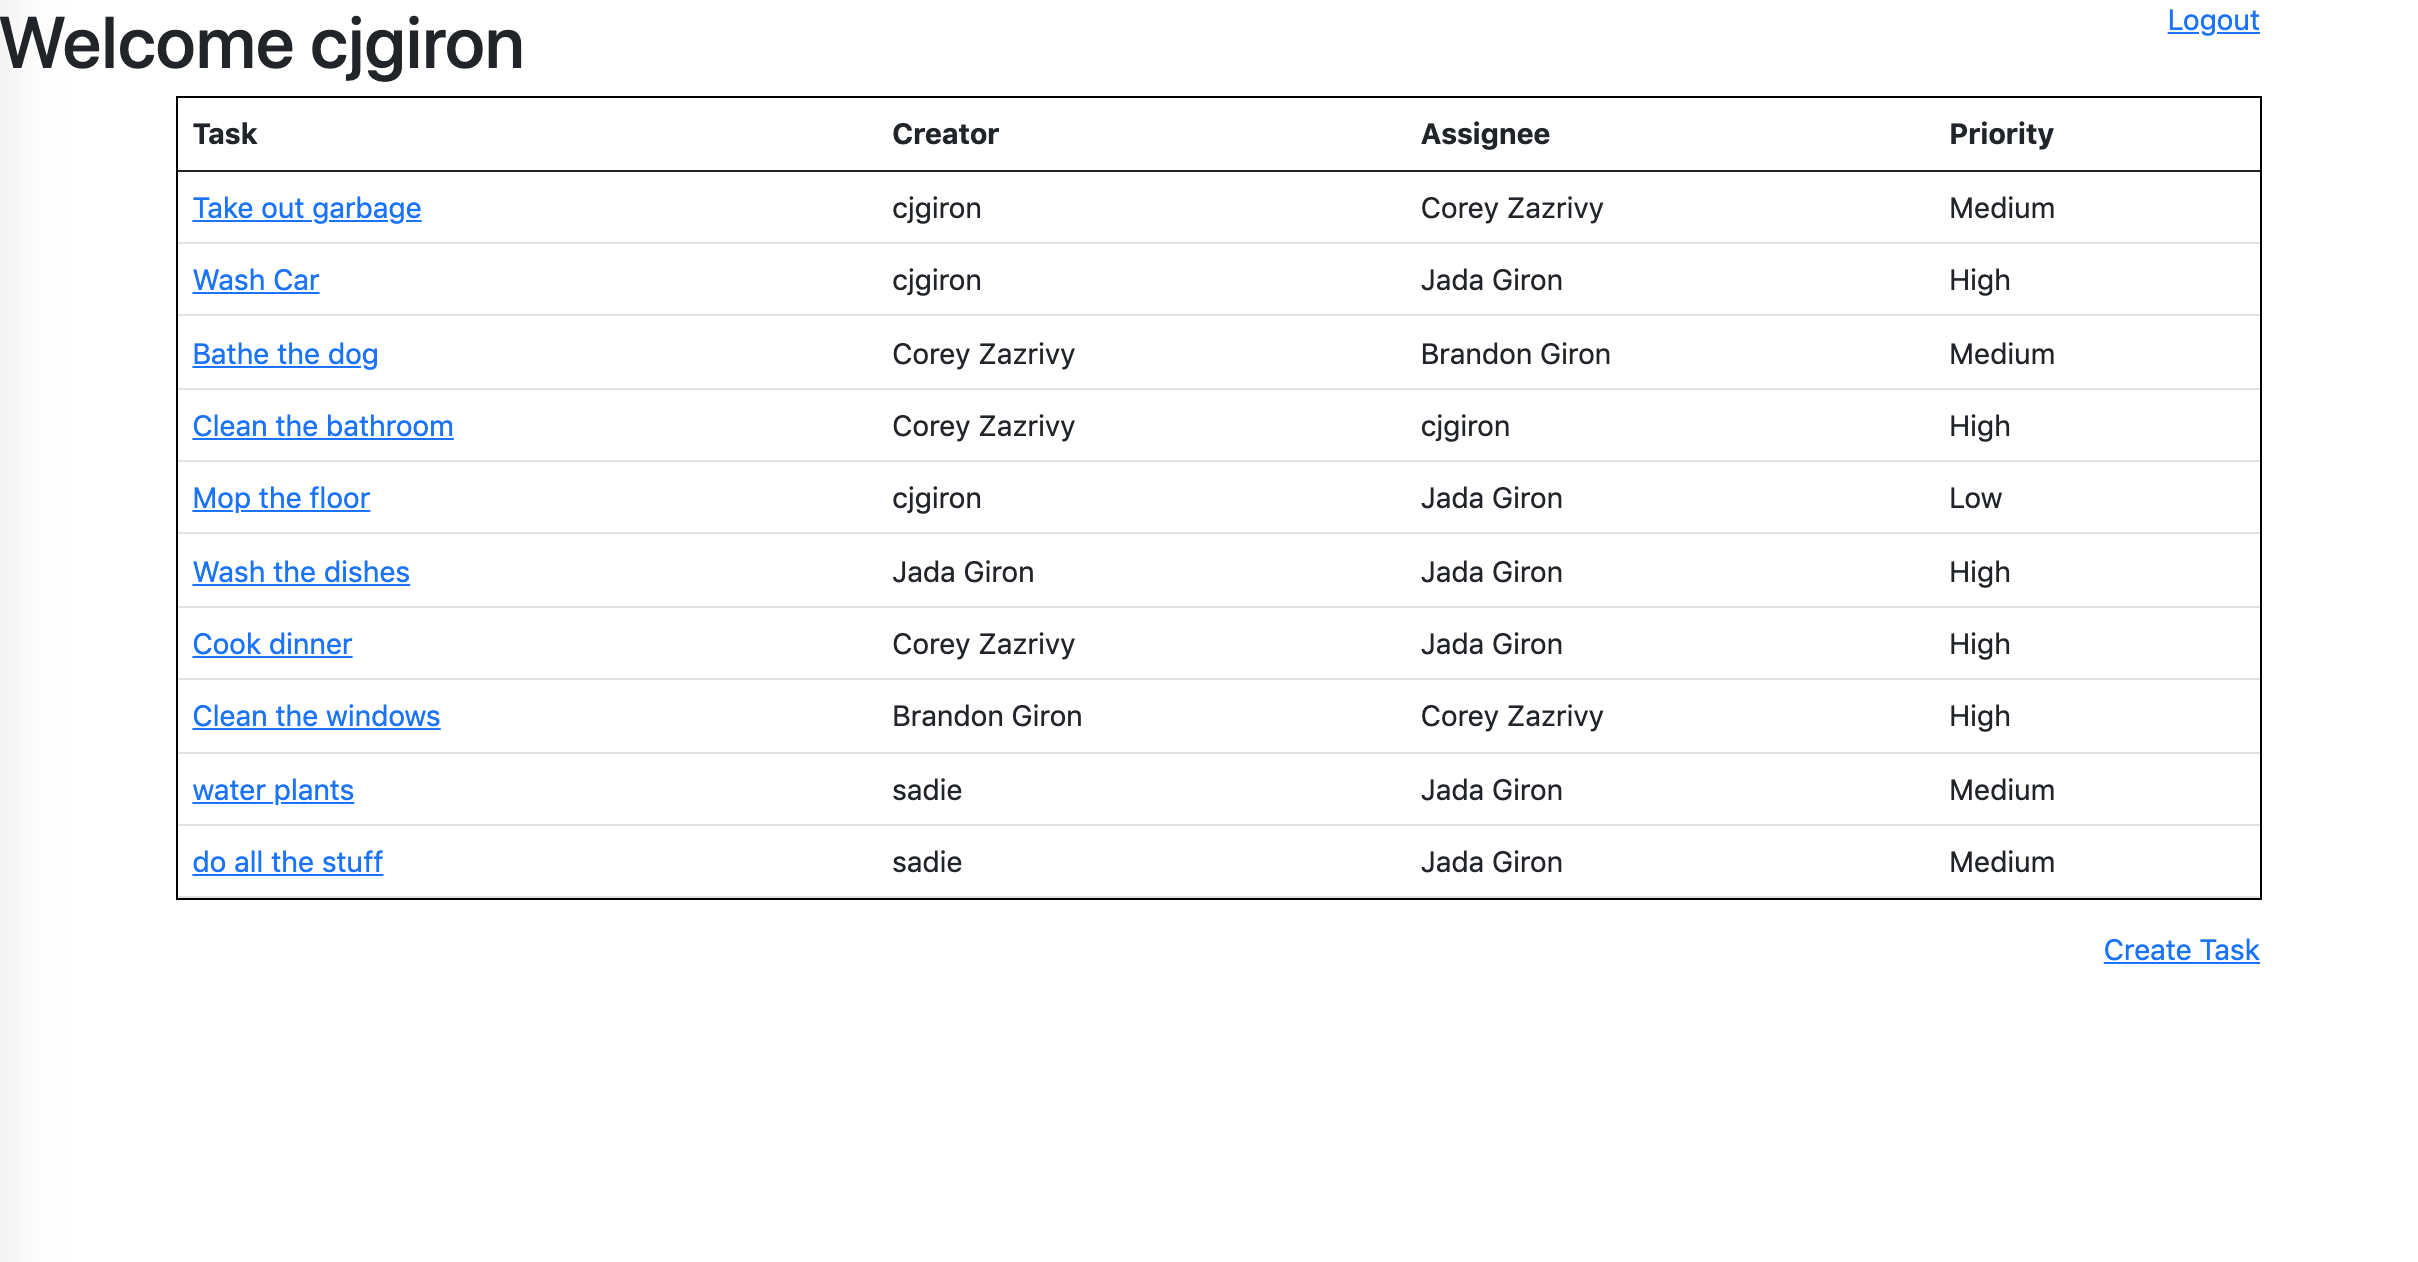 Welcome cjgiron
Logout
Task Creator Assignee Priority
Take out garbage cjgiron Corey Zazrivy Medium
Wash Car cjgiron Jada Giron High
Bathe the dog Corey Zazrivy Brandon Giron Medium
Clean the bathroom Corey Zazrivy cjgiron High
Mop the floor cjgiron Jada Giron Low
Wash the dishes Jada Giron Jada Giron High
Cook dinner Corey Zazrivy Jada Giron High
Clean the windows Brandon Giron Corey Zazrivy High
water plants sadie Jada Giron Medium
do all the stuff sadie Jada Giron Medium
Create Task